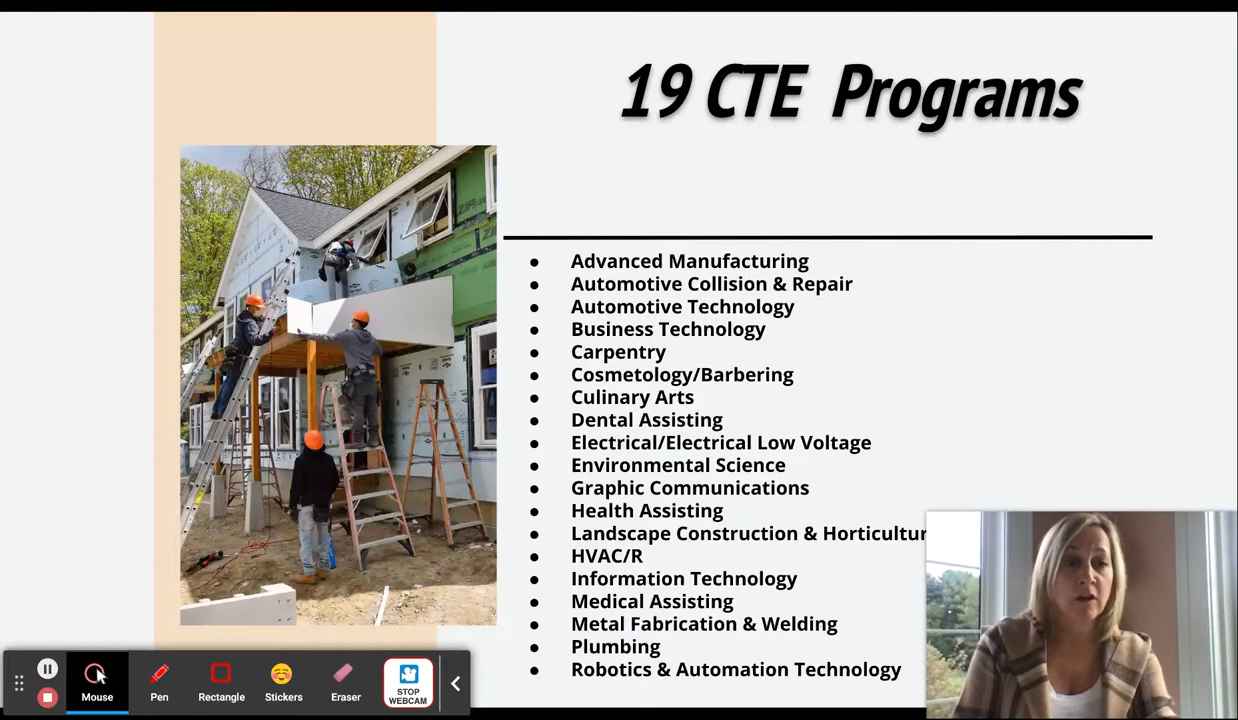 19 CTE Programs
Advanced Manufacturing
Automotive Collision & Repair
Automotive Technology
Business Technology
Carpentry
Cosmetology/Barbering
Culinary Arts
Dental Assisting
Electrical/Electrical Low Voltage
Environmental Science
Graphic Communications
Health Assisting
Landscape Construction & Horticultur
HVAC/R
Information Technology
Medical Assisting
Metal Fabrication & Welding
Plumbing
Robotics & Automation Technology
Mouse
Pen
Rectangle
Stickers
Eraser
STOP
WEBCAM